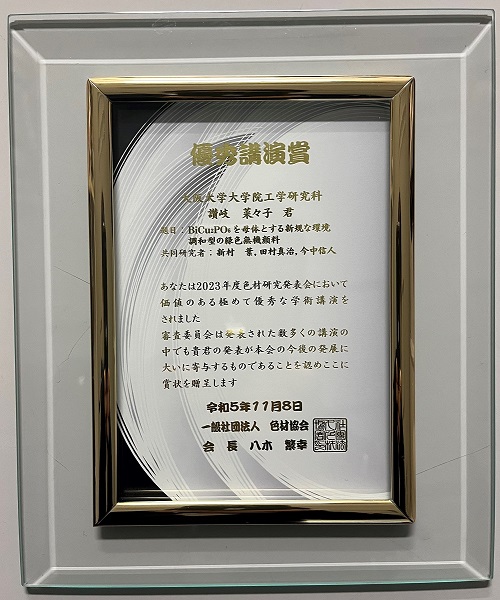 優秀講演賞
大阪大学大学院工学研究科
讃岐 菜々子 君
題目：BiCu₂PO₆を母体とする新規な環境
調和型の緑色無機顔料
共同研究者：新村 葉，田村真治，今中信人
あなたは2023年度色材研究発表会において
価値のある極めて優秀な学術講演を
されました
審査委員会は発表された数多くの講演の
中でも貴君の発表が本会の今後の発展に
大いに寄与するものであることを認めここに
賞状を贈呈します
令和5年11月8日
一般社団法人 色材協会
会 長 八木 繁幸